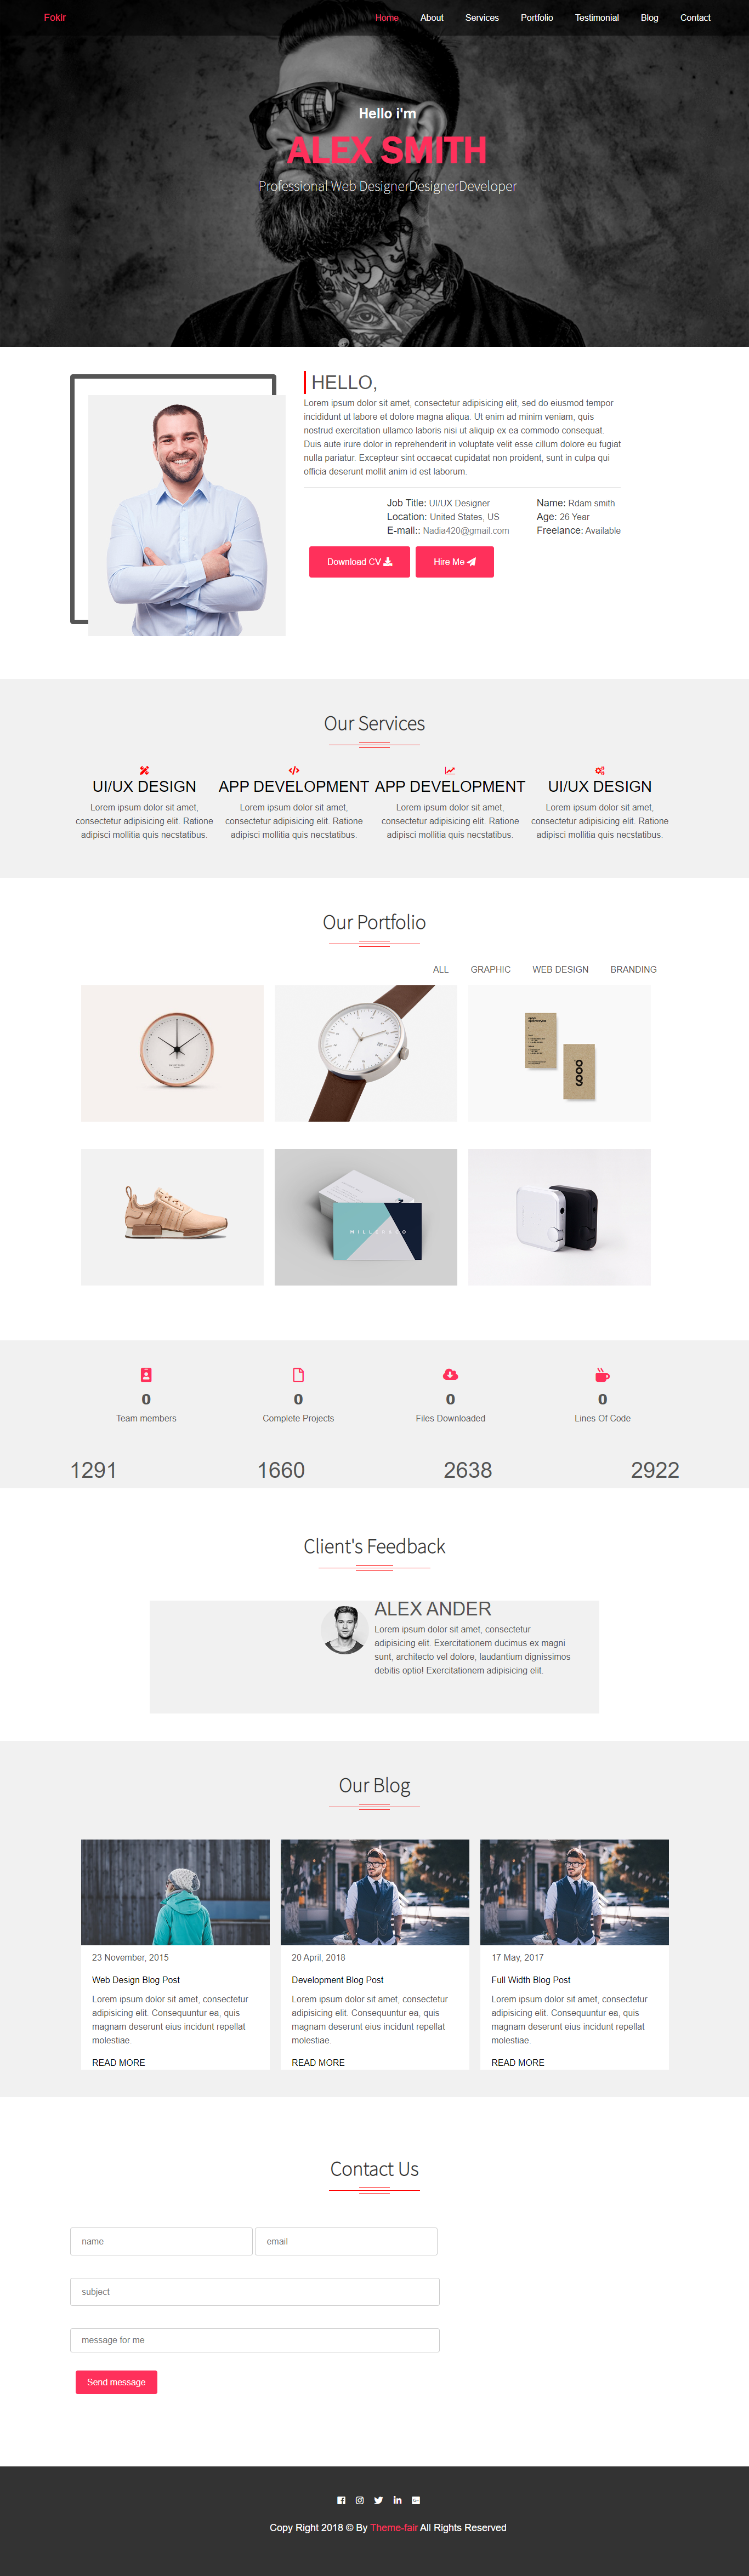 Fokir
Home About Services Portfolio Testimonial Blog Contact
Hello i'm
ALEX SMITH
Professional Web DesignerDesignerDeveloper
HELLO,
Lorem ipsum dolor sit amet, consectetur adipisicing elit, sed do eiusmod tempor
incididunt ut labore et dolore magna aliqua. Ut enim ad minim veniam, quis
nostrud exercitation ullamco laboris nisi ut aliquip ex ea commodo consequat.
Duis aute irure dolor in reprehenderit in voluptate velit esse cillum dolore eu fugiat
nulla pariatur. Excepteur sint occaecat cupidatat non proident, sunt in culpa qui
officia deserunt mollit anim id est laborum.
Job Title: UI/UX Designer
Location: United States, US
E-mail:: Nadia420@gmail.com
Name: Rdam smith
Age: 26 Year
Freelance: Available
Download CV
Hire Me
Our Services
UI/UX DESIGN
Lorem ipsum dolor sit amet,
consectetur adipisicing elit. Ratione
adipisci mollitia quis necstatibus.
APP DEVELOPMENT
Lorem ipsum dolor sit amet,
consectetur adipisicing elit. Ratione
adipisci mollitia quis necstatibus.
APP DEVELOPMENT
Lorem ipsum dolor sit amet,
consectetur adipisicing elit. Ratione
adipisci mollitia quis necstatibus.
UI/UX DESIGN
Lorem ipsum dolor sit amet,
consectetur adipisicing elit. Ratione
adipisci mollitia quis necstatibus.
Our Portfolio
ALL GRAPHIC WEB DESIGN BRANDING
0
Team members
0
Complete Projects
0
Files Downloaded
0
Lines Of Code
1291 1660 2638 2922
Client's Feedback
ALEX ANDER
Lorem ipsum dolor sit amet, consectetur
adipisicing elit. Exercitationem ducimus ex magni
sunt, architecto vel dolore, laudantium dignissimos
debitis optio! Exercitationem adipisicing elit.
Our Blog
23 November, 2015
Web Design Blog Post
Lorem ipsum dolor sit amet, consectetur
adipisicing elit. Consequuntur ea, quis
magnam deserunt eius incidunt repellat
molestiae.
READ MORE
20 April, 2018
Development Blog Post
Lorem ipsum dolor sit amet, consectetur
adipisicing elit. Consequuntur ea, quis
magnam deserunt eius incidunt repellat
molestiae.
READ MORE
17 May, 2017
Full Width Blog Post
Lorem ipsum dolor sit amet, consectetur
adipisicing elit. Consequuntur ea, quis
magnam deserunt eius incidunt repellat
molestiae.
READ MORE
Contact Us
name
email
subject
message for me
Send message
Copy Right 2018 © By Theme-fair All Rights Reserved